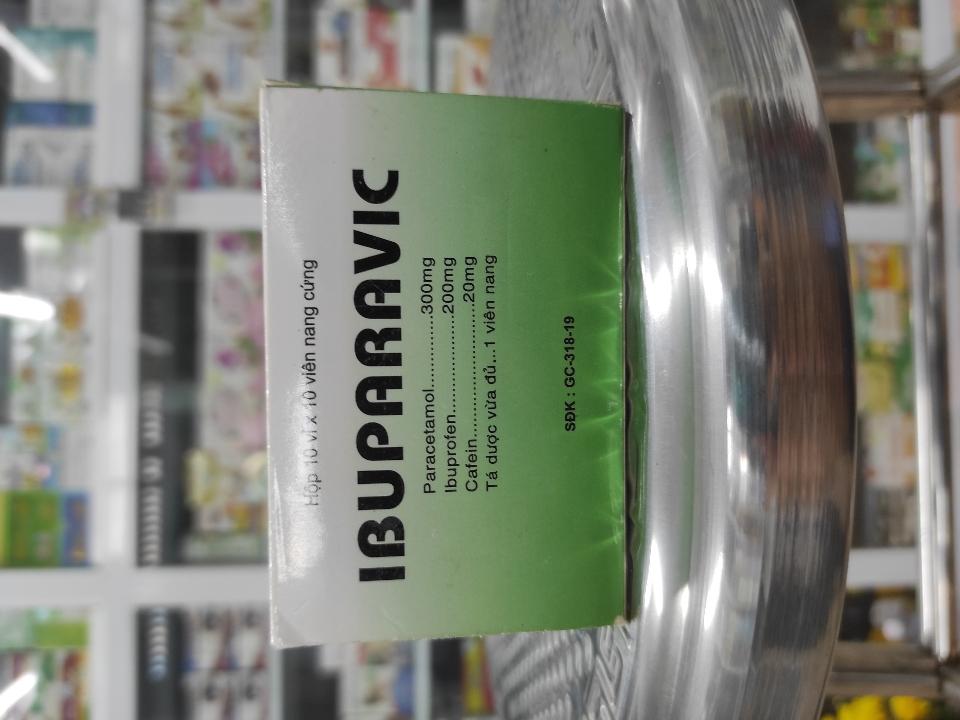 Hộp 10 vỉ x 10 viên nang cứng
IBUPARAVIC
Paracetamol...............300mg
Ibuprofen....................200mg
Cafein..........................20mg
Tá dược vừa đủ...1 viên nang
SĐK : GC-318-19